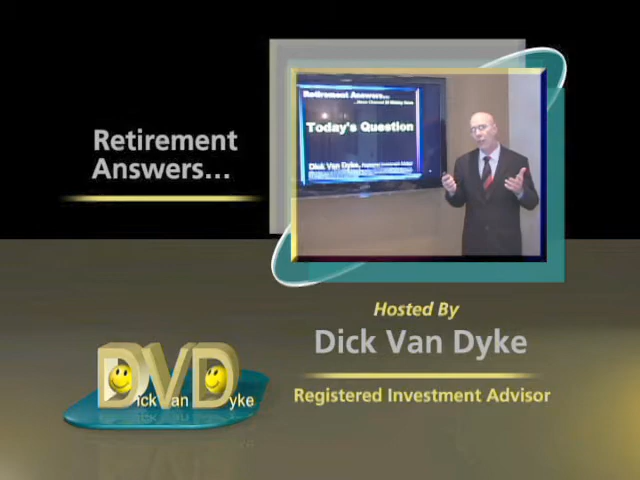 Retirement
Answers...
Retirement Answers...
Today's Question
Dick Van Dyke,
Hosted By
Dick Van Dyke
Registered Investment Advisor
DVD
Dick Van Dyke